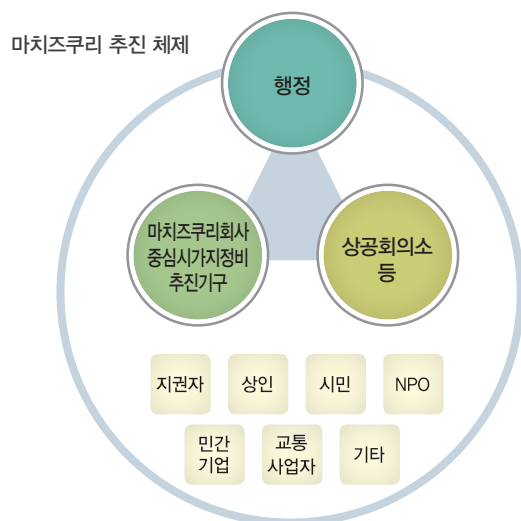 마치즈쿠리 추진 체제
행정
마치즈쿠리회사
중심시가지정비
추진기구
상공회의소
등
지권자
상인
시민
NPO
민간
기업
교통
사업자
기타